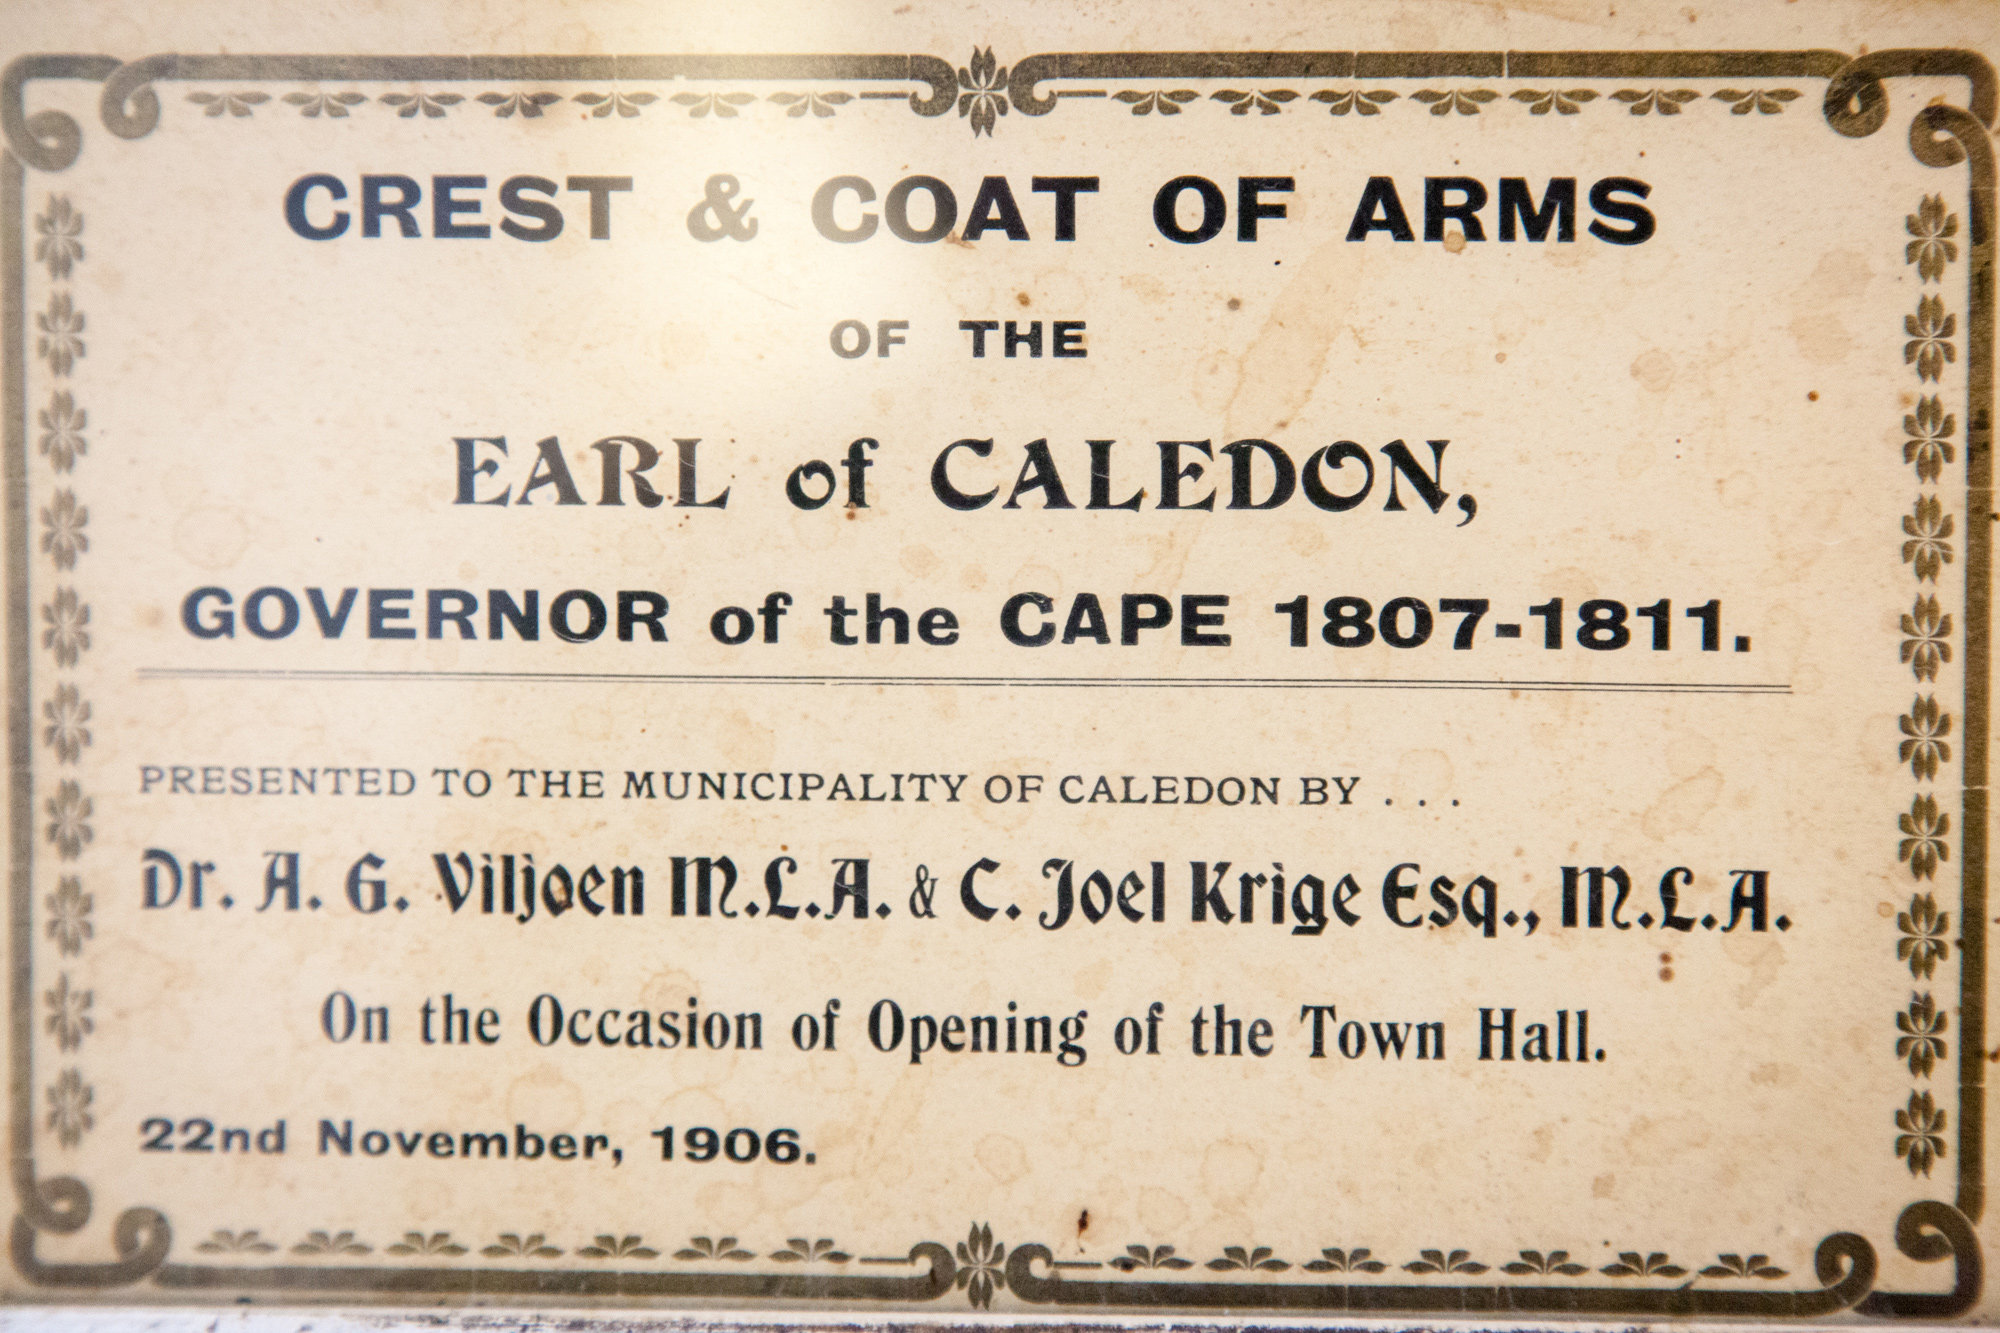 CREST & COAT OF ARMS
OF THE
EARL of CALEDON,
GOVERNOR of the CAPE 1807-1811.
PRESENTED TO THE MUNICIPALITY OF CALEDON BY . . .
Dr. A. G. Viljoen M.L.A. & C. Joel Krige Esq., M.L.A.
On the Occasion of Opening of the Town Hall.
22nd November, 1906.